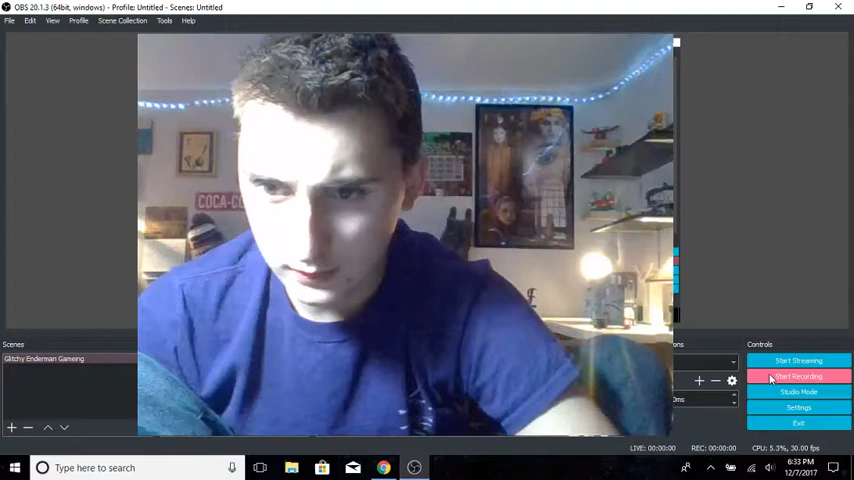 OBS 20.1.3 (64bit, windows) - Profile: Untitled - Scenes: Untitled
File Edit View Profile Scene Collection Tools Help
COCA-CO
Scenes
ons
Controls
Glitchy Enderman Gameing
Start Streaming
Start Recording
Studio Mode
0ms
Settings
Exit
LIVE: 00:00:00 REC: 00:00:00 CPU: 5.3%, 30.00 fps
Type here to search
6:33 PM
12/7/2017